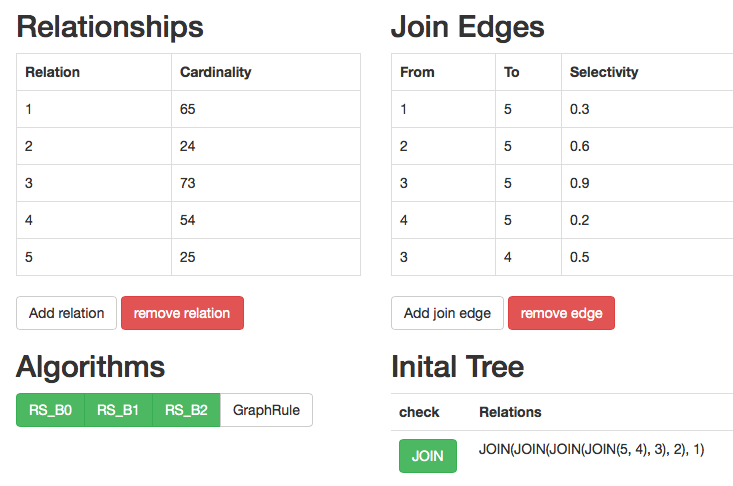 Relationships
Relation Cardinality
1 65
2 24
3 73
4 54
5 25
Add relation remove relation
Join Edges
From To Selectivity
1 5 0.3
2 5 0.6
3 5 0.9
4 5 0.2
3 4 0.5
Add join edge remove edge
Algorithms
RS_B0 RS_B1 RS_B2 GraphRule
Inital Tree
check Relations
JOIN JOIN(JOIN(JOIN(JOIN(5, 4), 3), 2), 1)